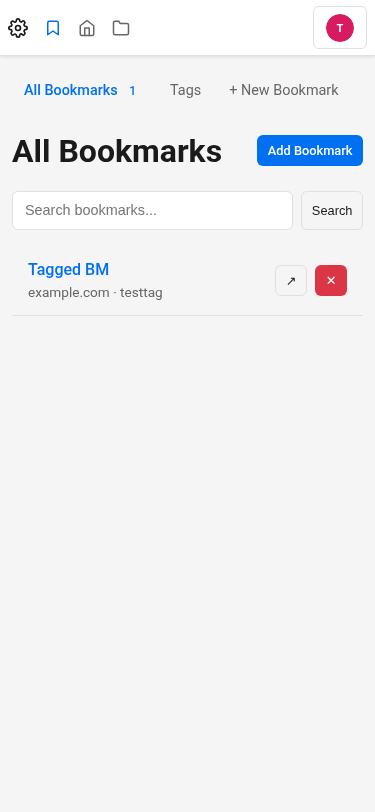 T
All Bookmarks 1 Tags + New Bookmark
All Bookmarks Add Bookmark
Search bookmarks... Search
Tagged BM
example.com · testtag
↗ ✕